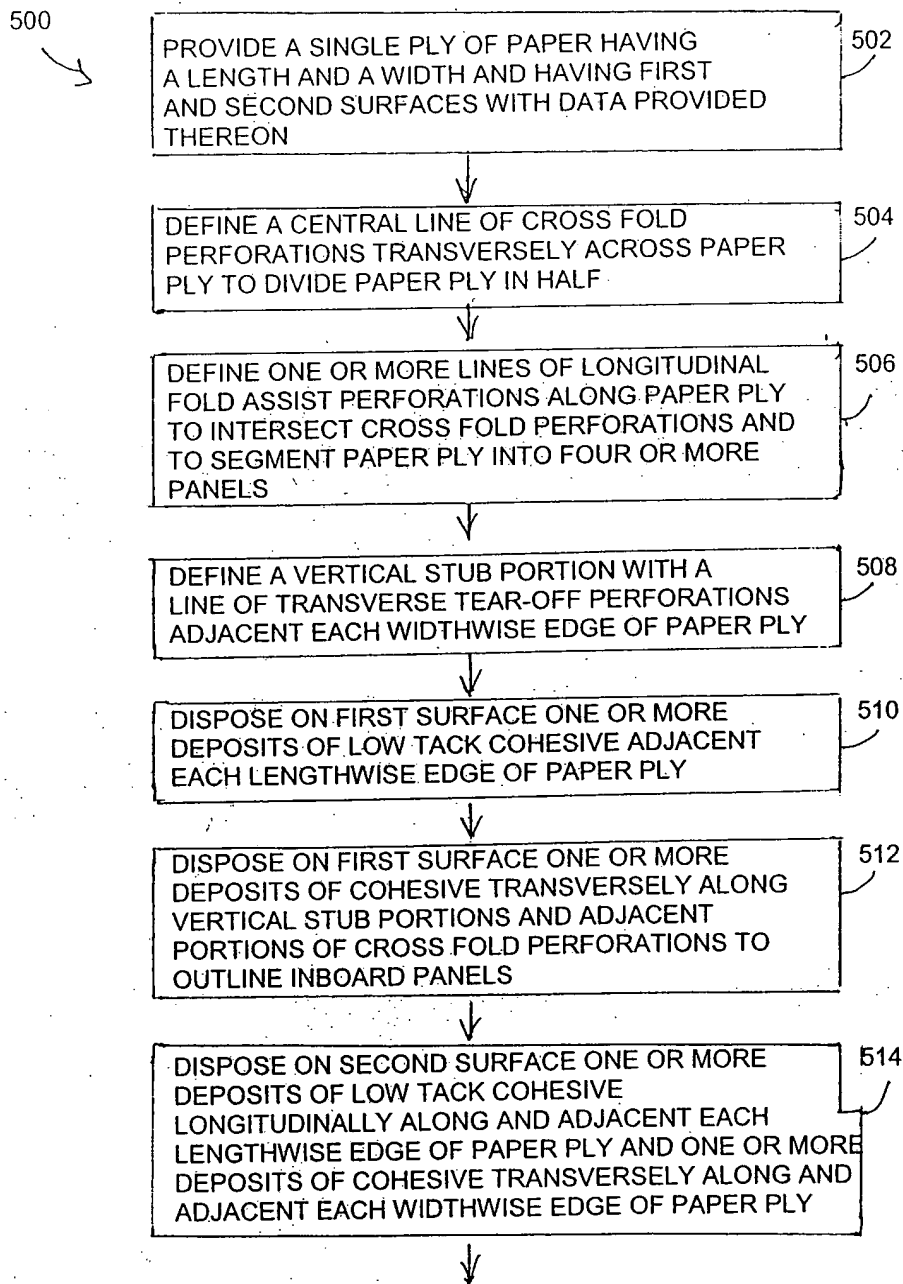 500
PROVIDE A SINGLE PLY OF PAPER HAVING
A LENGTH AND A WIDTH AND HAVING FIRST
AND SECOND SURFACES WITH DATA PROVIDED
THEREON
502
DEFINE A CENTRAL LINE OF CROSS FOLD
PERFORATIONS TRANSVERSELY ACROSS PAPER
PLY TO DIVIDE PAPER PLY IN HALF
504
DEFINE ONE OR MORE LINES OF LONGITUDINAL
FOLD ASSIST PERFORATIONS ALONG PAPER PLY
TO INTERSECT CROSS FOLD PERFORATIONS AND
TO SEGMENT PAPER PLY INTO FOUR OR MORE
PANELS
506
DEFINE A VERTICAL STUB PORTION WITH A
LINE OF TRANSVERSE TEAR-OFF PERFORATIONS
ADJACENT EACH WIDTHWISE EDGE OF PAPER PLY
508
DISPOSE ON FIRST SURFACE ONE OR MORE
DEPOSITS OF LOW TACK COHESIVE ADJACENT
EACH LENGTHWISE EDGE OF PAPER PLY
510
DISPOSE ON FIRST SURFACE ONE OR MORE
DEPOSITS OF COHESIVE TRANSVERSELY ALONG
VERTICAL STUB PORTIONS AND ADJACENT
PORTIONS OF CROSS FOLD PERFORATIONS TO
OUTLINE INBOARD PANELS
512
DISPOSE ON SECOND SURFACE ONE OR MORE
DEPOSITS OF LOW TACK COHESIVE
LONGITUDINALLY ALONG AND ADJACENT EACH
LENGTHWISE EDGE OF PAPER PLY AND ONE OR MORE
DEPOSITS OF COHESIVE TRANSVERSELY ALONG AND
ADJACENT EACH WIDTHWISE EDGE OF PAPER PLY
514